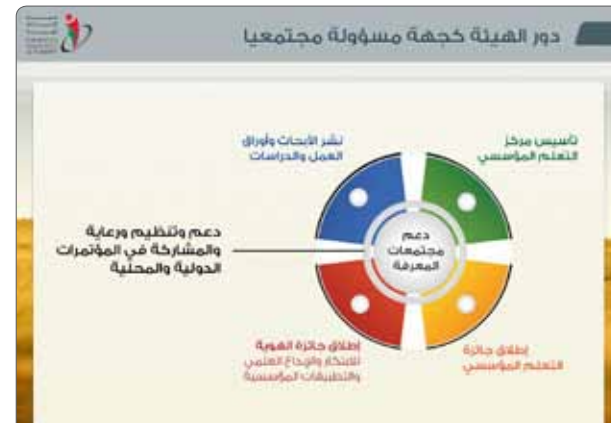 دور الهيئة كجهة مسؤولة مجتمعيا
تأسيس مركز
التعلم المؤسسي
نشر الأبحاث وأوراق
العمل والدراسات
دعم
مجتمعات
المعرفة
دعم وتنظيم ورعاية
والمشاركة في المؤتمرات
الدولية والمحلية
إطلاق جائزة
التعلم المؤسسي
إطلاق جائزة الهوية
للابتكار والإبداع العلمي
والتطبيقات المؤسسية